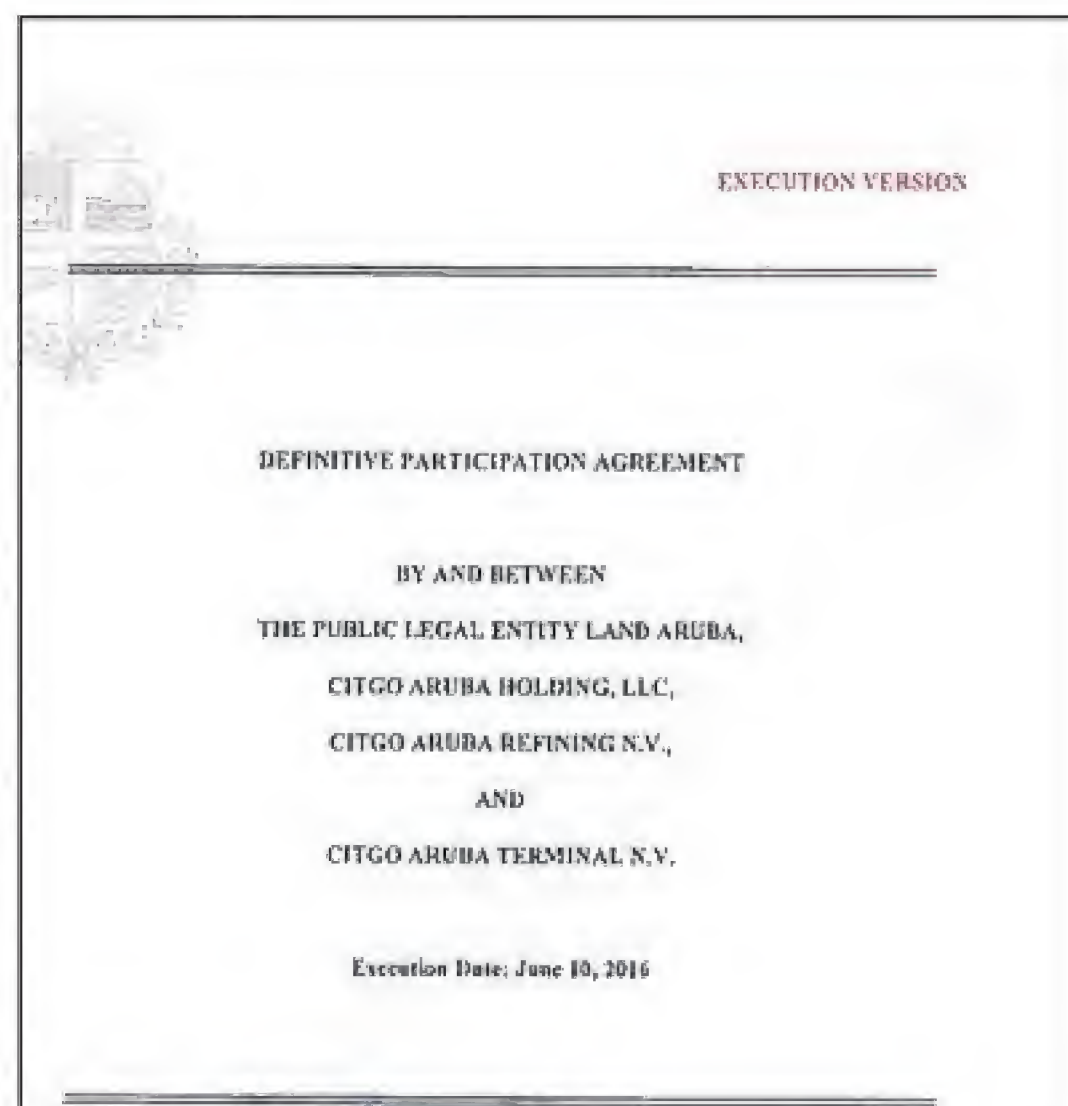 EXECUTION VERSION
DEFINITIVE PARTICIPATION AGREEMENT
BY AND BETWEEN
THE PUBLIC LEGAL ENTITY LAND ARUBA,
CITGO ARUBA HOLDING, LLC,
CITGO ARUBA REFINING N.V.,
AND
CITGO ARUBA TERMINAL N.V.
Execution Date: June 10, 2016